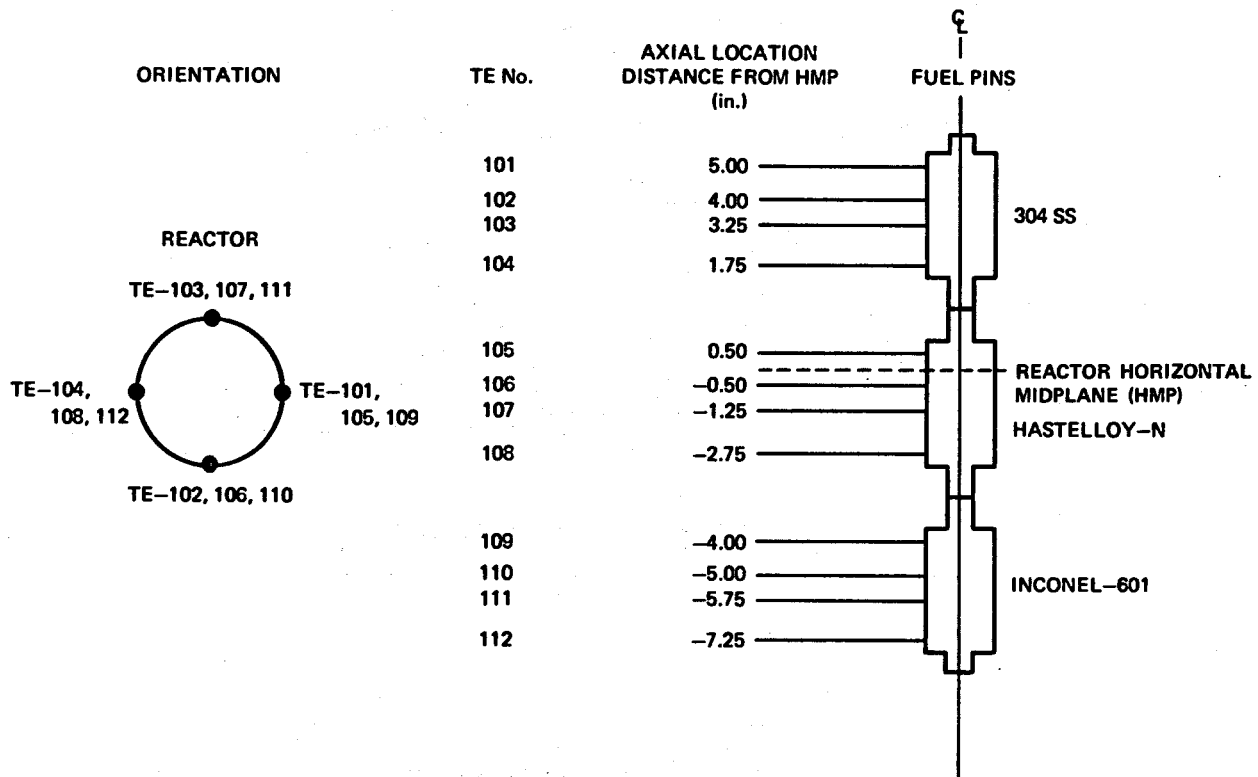 ℄
ORIENTATION
TE No.
AXIAL LOCATION
DISTANCE FROM HMP
(in.)
FUEL PINS
101 5.00
102 4.00
103 3.25
104 1.75
304 SS
REACTOR
TE–103, 107, 111
TE–104,
108, 112
TE–101,
105, 109
TE–102, 106, 110
105 0.50
106 –0.50
107 –1.25
108 –2.75
REACTOR HORIZONTAL
MIDPLANE (HMP)
HASTELLOY–N
109 –4.00
110 –5.00
111 –5.75
112 –7.25
INCONEL–601